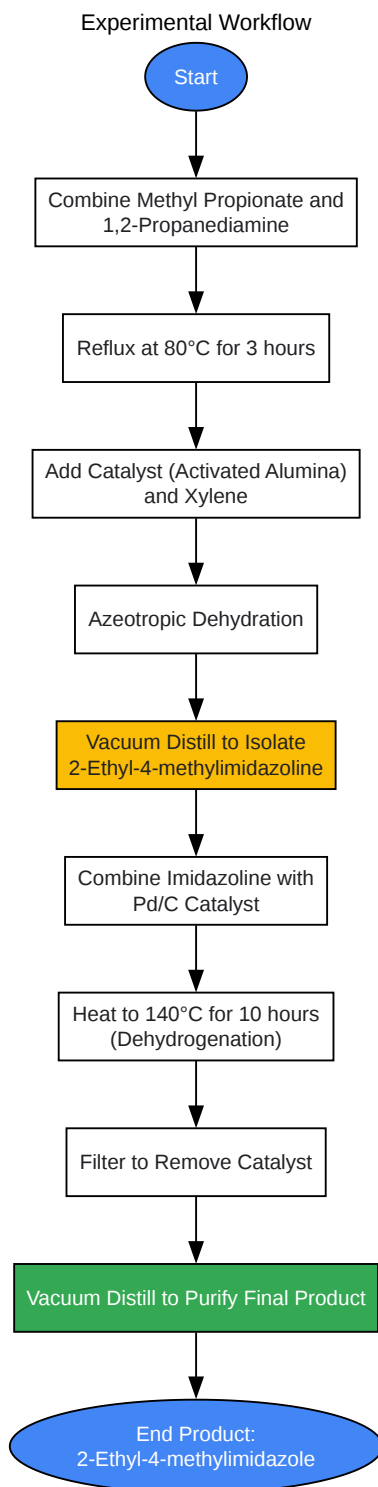 Experimental Workflow
Start
Combine Methyl Propionate and
1,2-Propanediamine
Reflux at 80°C for 3 hours
Add Catalyst (Activated Alumina)
and Xylene
Azeotropic Dehydration
Vacuum Distill to Isolate
2-Ethyl-4-methylimidazoline
Combine Imidazoline with
Pd/C Catalyst
Heat to 140°C for 10 hours
(Dehydrogenation)
Filter to Remove Catalyst
Vacuum Distill to Purify Final Product
End Product:
2-Ethyl-4-methylimidazole